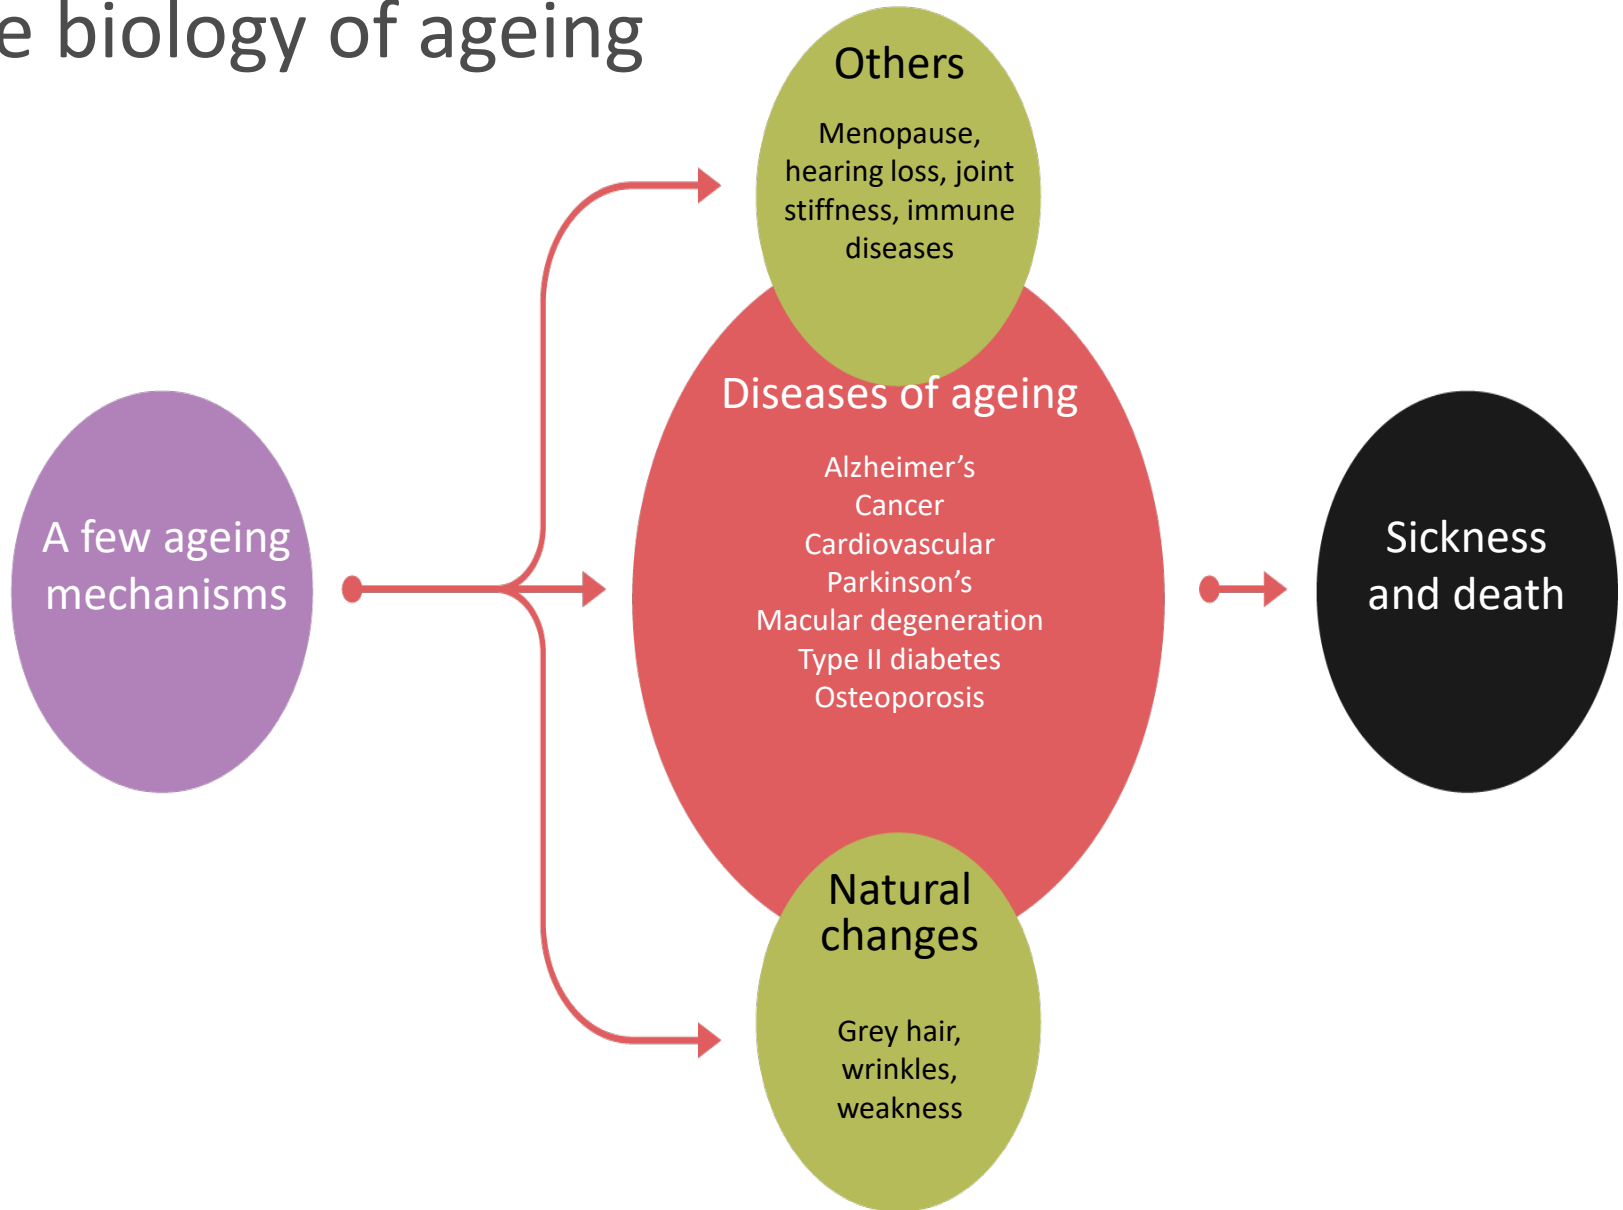 e biology of ageing
Others
Menopause,
hearing loss, joint
stiffness, immune
diseases
Diseases of ageing
Alzheimer’s
Cancer
Cardiovascular
Parkinson’s
Macular degeneration
Type II diabetes
Osteoporosis
A few ageing
mechanisms
Sickness
and death
Natural
changes
Grey hair,
wrinkles,
weakness